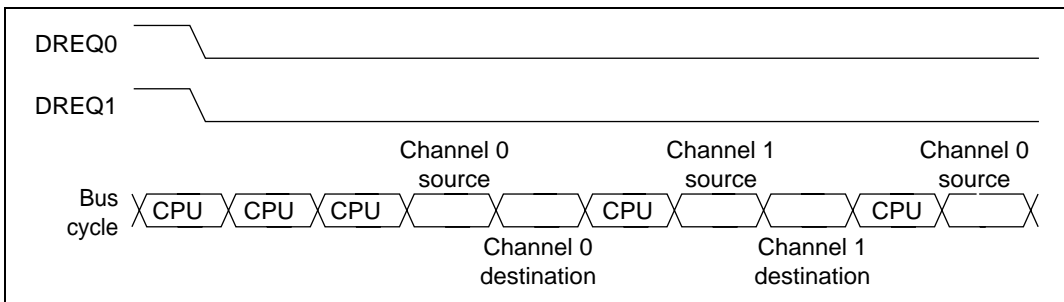 DREQ0
DREQ1
Channel 0 Channel 1 Channel 0
source source source
Bus
cycle
CPU CPU CPU CPU CPU
Channel 0 Channel 1
destination destination